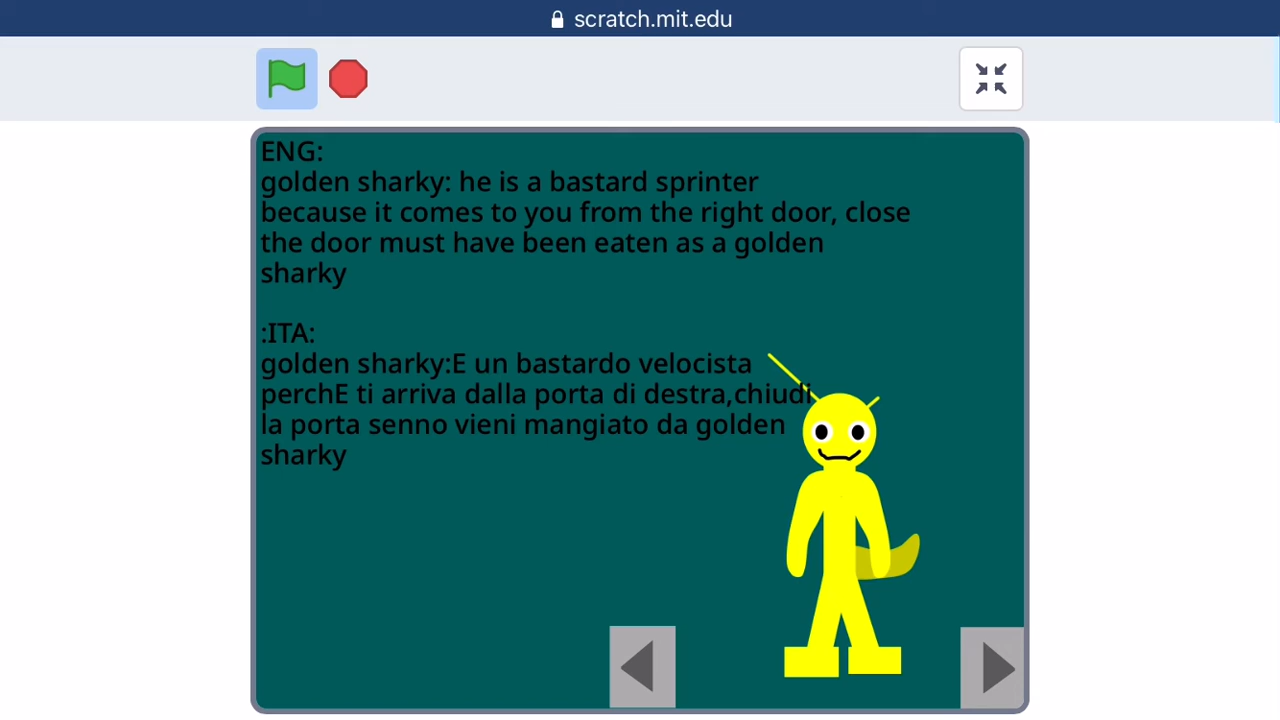 scratch.mit.edu
ENG:
golden sharky: he is a bastard sprinter
because it comes to you from the right door, close
the door must have been eaten as a golden
sharky
:ITA:
golden sharky:E un bastardo velocista
perchE ti arriva dalla porta di destra,chiudi
la porta senno vieni mangiato da golden
sharky